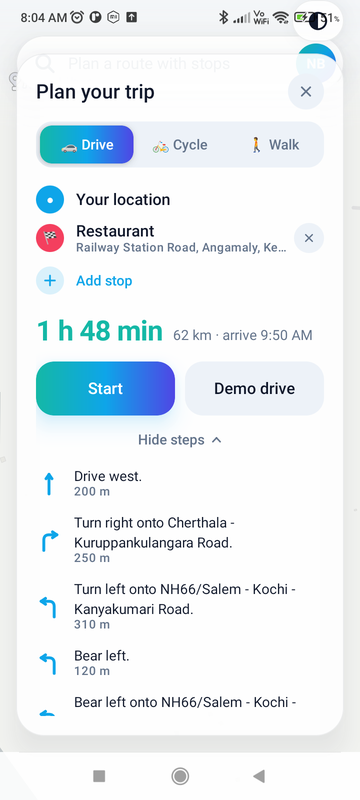 8:04 AM
Vo
WiFi
51%
Plan a route with stops
NB
Plan your trip
Drive
Cycle
Walk
Your location
Restaurant
Railway Station Road, Angamaly, Ke...
Add stop
1 h 48 min 62 km · arrive 9:50 AM
Start
Demo drive
Hide steps
Drive west.
200 m
Turn right onto Cherthala -
Kuruppankulangara Road.
250 m
Turn left onto NH66/Salem - Kochi -
Kanyakumari Road.
310 m
Bear left.
120 m
Bear left onto NH66/Salem - Kochi -